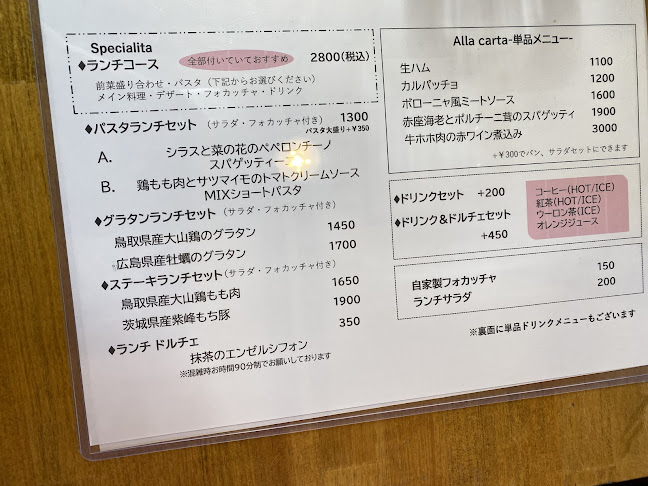 Specialita
♦ランチコース 全部付いていておすすめ 2800(税込)
前菜盛り合わせ・パスタ（下記からお選びください）
メイン料理・デザート・フォカッチャ・ドリンク
♦パスタランチセット （サラダ・フォカッチャ付き） 1300
パスタ大盛り+¥350
A. シラスと菜の花のペペロンチーノ
スパゲッティー
B. 鶏もも肉とサツマイモのトマトクリームソース
MIXショートパスタ
♦グラタンランチセット （サラダ・フォカッチャ付き）
鳥取県産大山鶏のグラタン 1450
広島県産牡蠣のグラタン 1700
♦ステーキランチセット（サラダ・フォカッチャ付き）
鳥取県産大山鶏もも肉 1650
茨城県産紫峰もち豚 1900
♦ランチ ドルチェ 350
抹茶のエンゼルシフォン
※混雑時お時間90分制でお願いしております
Alla carta-単品メニュー-
生ハム 1100
カルパッチョ 1200
ボローニャ風ミートソース 1600
赤座海老とポルチーニ茸のスパゲッティ 1900
牛ホホ肉の赤ワイン煮込み 3000
+¥300でパン、サラダセットにできます
♦ドリンクセット +200
♦ドリンク＆ドルチェセット
+450
コーヒー(HOT/ICE)
紅茶(HOT/ICE)
ウーロン茶(ICE)
オレンジジュース
自家製フォカッチャ 150
ランチサラダ 200
※裏面に単品ドリンクメニューもございます